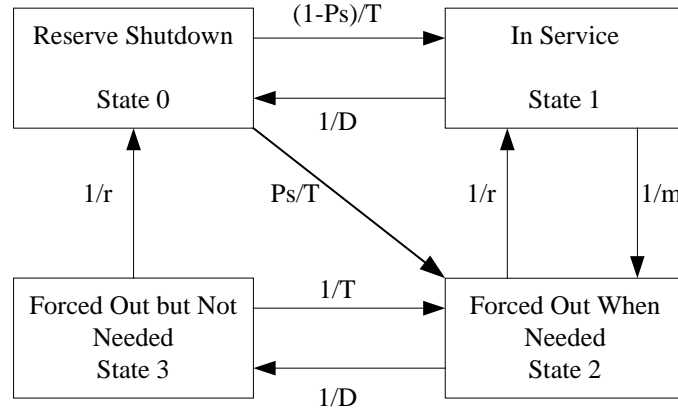 Reserve Shutdown
State 0
(1-Ps)/T
In Service
State 1
1/D
1/r
Ps/T
1/r
1/m
Forced Out but Not
Needed
State 3
1/T
Forced Out When
Needed
State 2
1/D